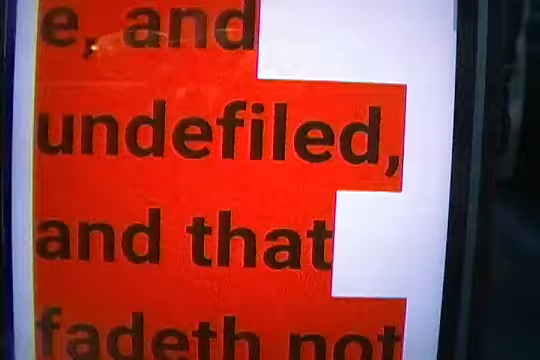 e, and
undefiled,
and that
fadeth not